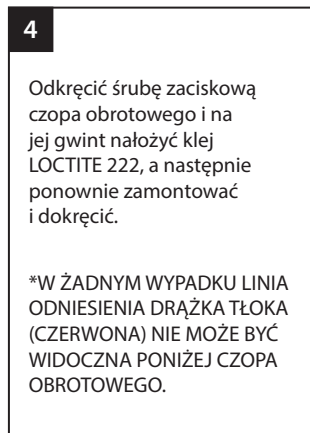 4
Odkręcić śrubę zaciskową
czopa obrotowego i na
jej gwint nałożyć klej
LOCTITE 222, a następnie
ponownie zamontować
i dokręcić.
*W ŻADNYM WYPADKU LINIA
ODNIESIENIA DRĄŻKA TŁOKA
(CZERWONA) NIE MOŻE BYĆ
WIDOCZNA PONIŻEJ CZOPA
OBROTOWEGO.